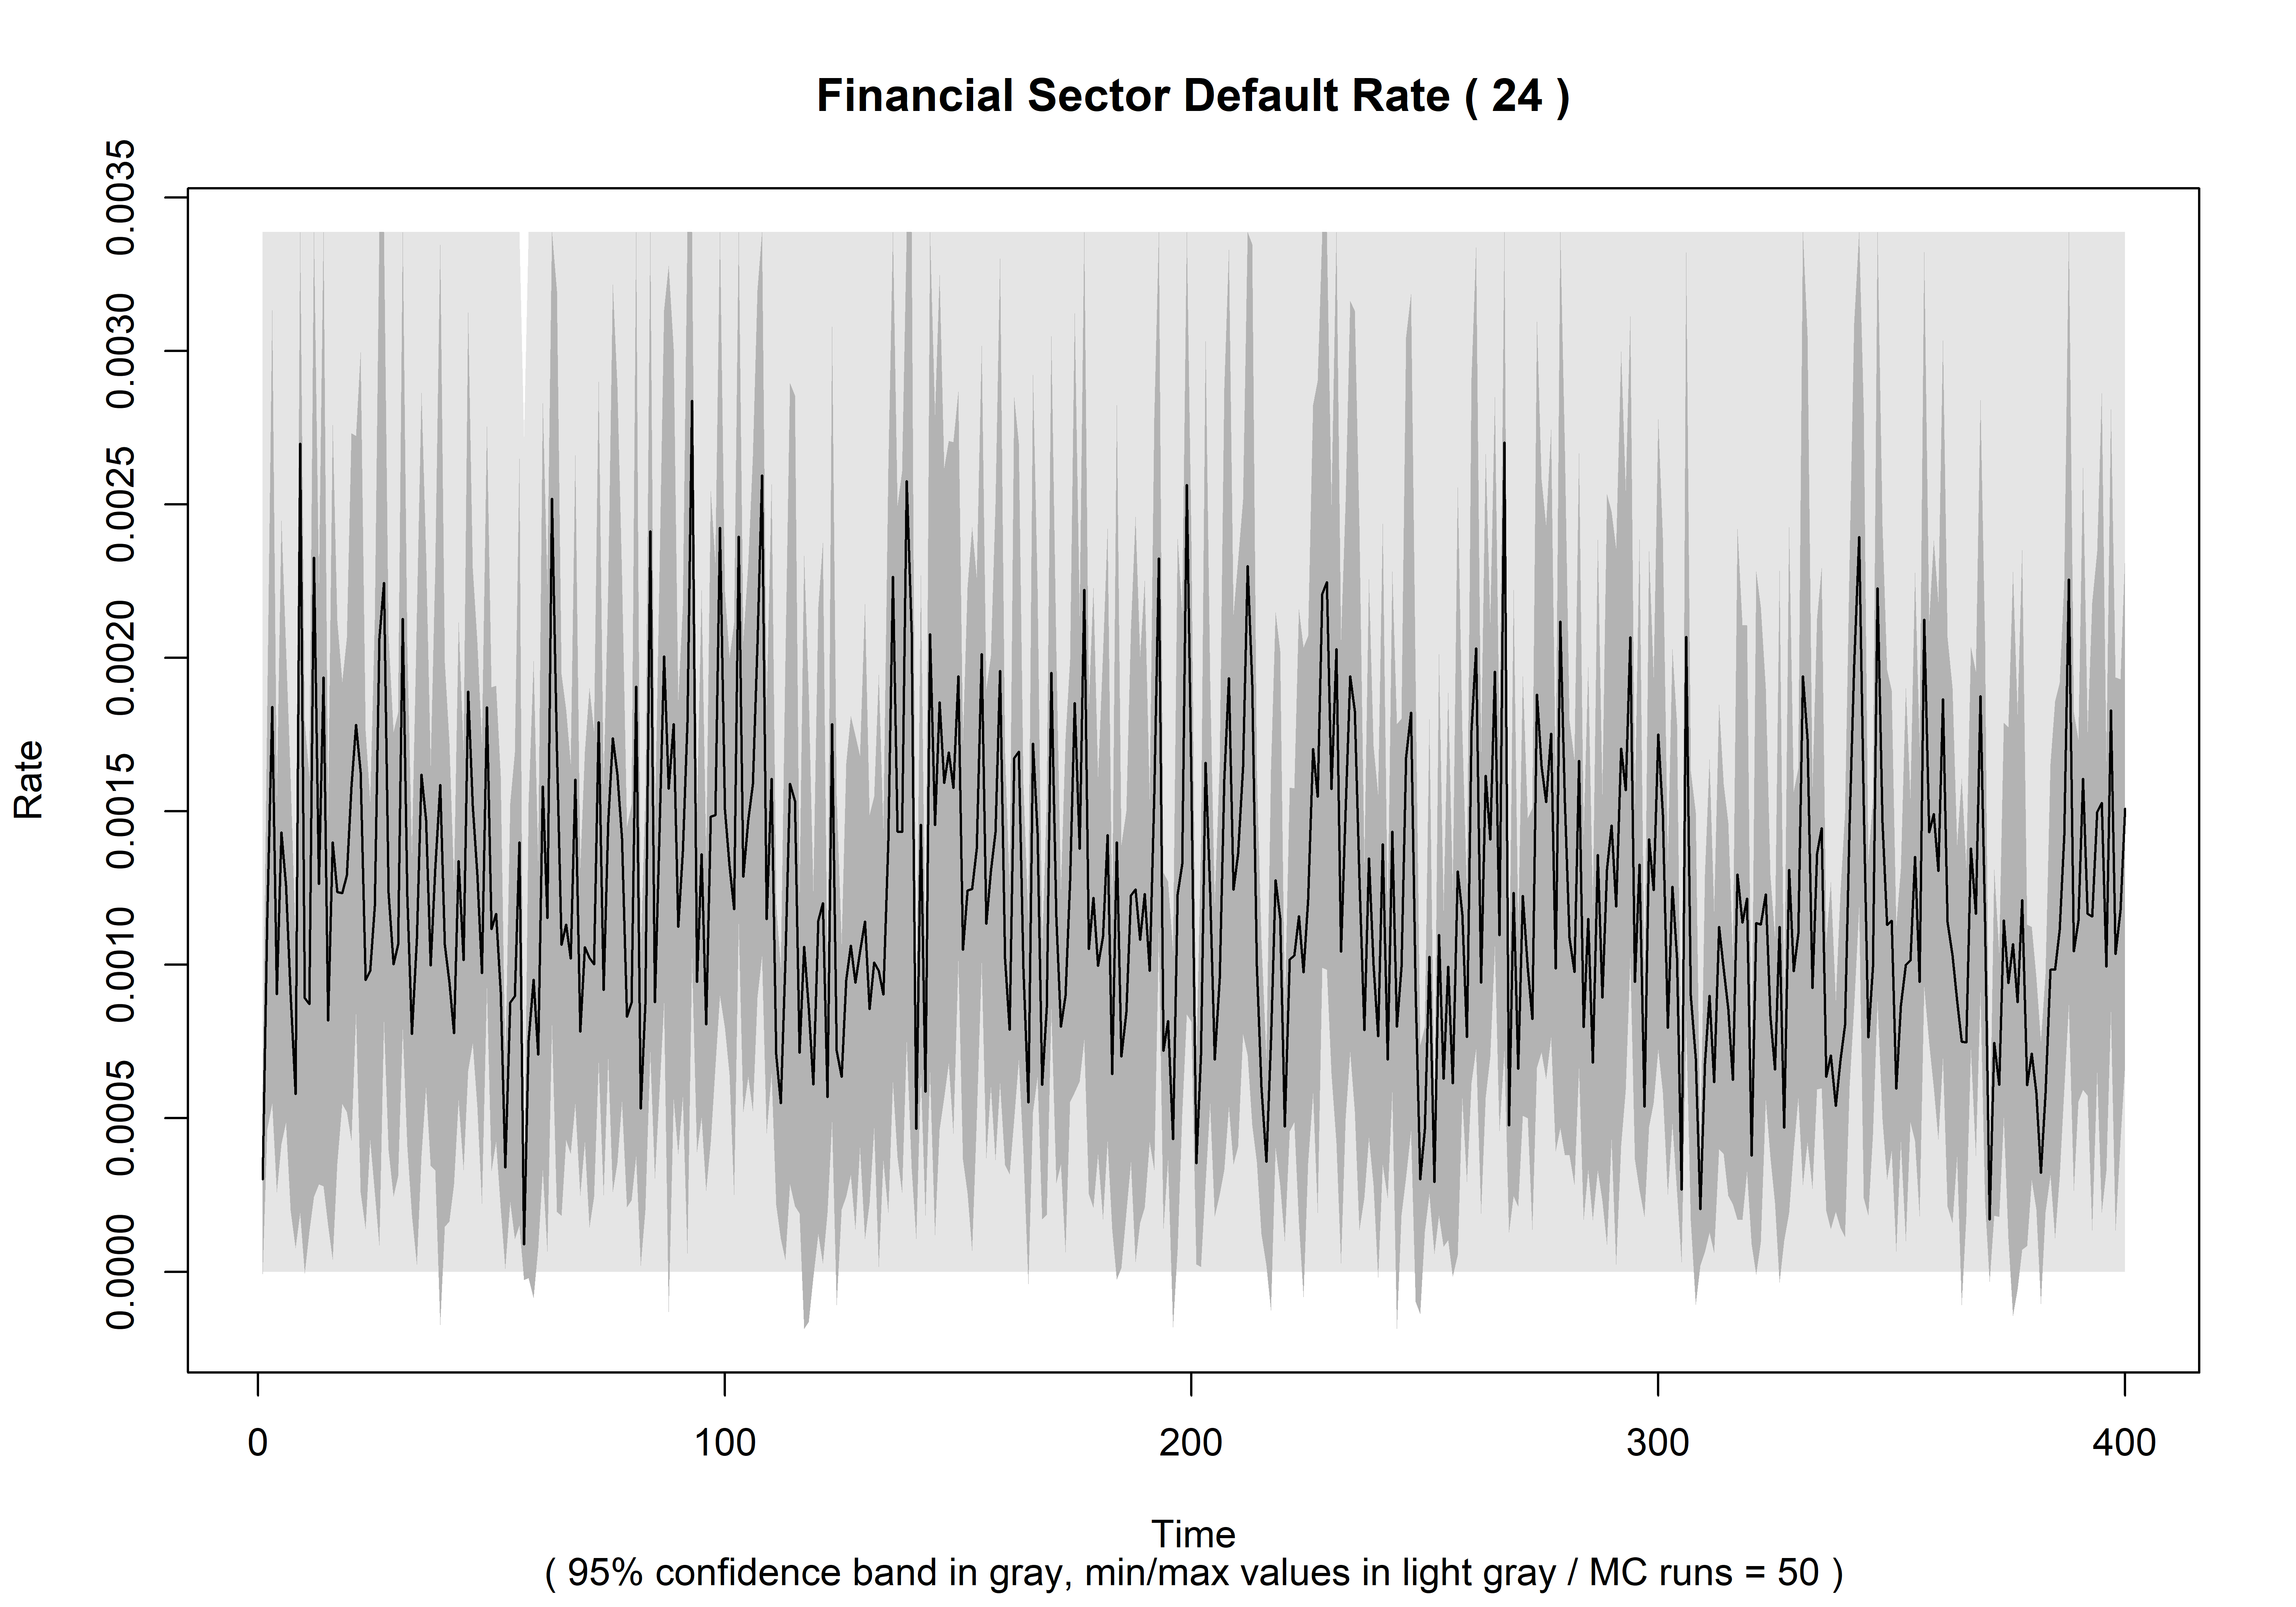 Financial Sector Default Rate ( 24 )
0.0035
0.0030
0.0025
0.0020
0.0015
0.0010
0.0005
0.0000
Rate
0 100 200 300 400
Time
( 95% confidence band in gray, min/max values in light gray / MC runs = 50 )